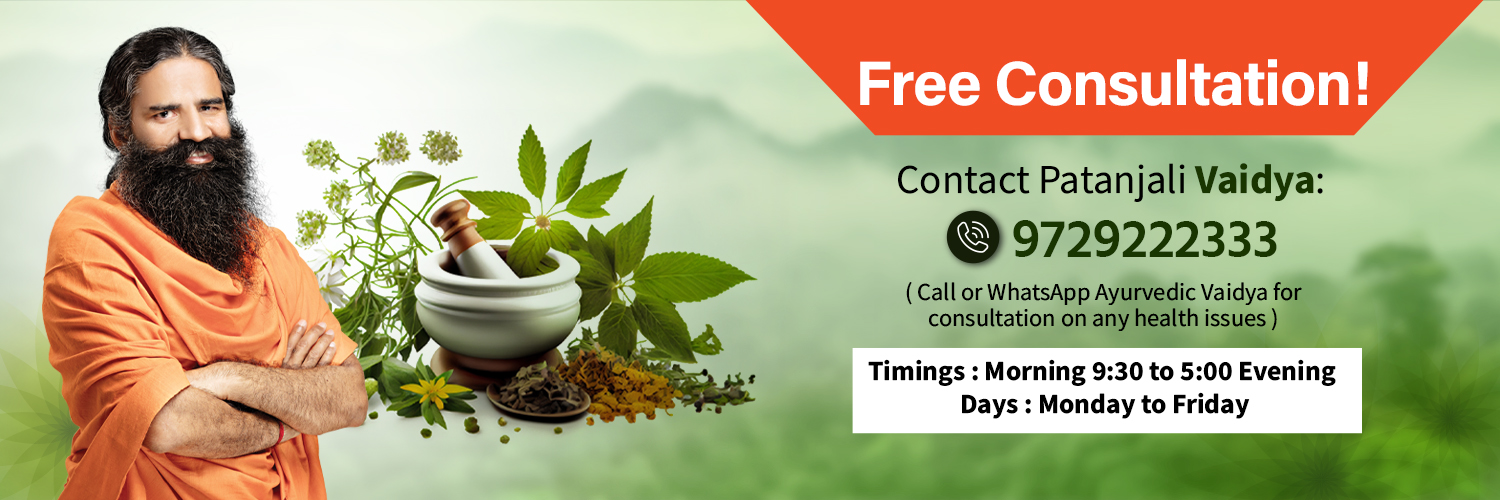 Free Consultation!
Contact Patanjali Vaidya:
9729222333
( Call or WhatsApp Ayurvedic Vaidya for
consultation on any health issues )
Timings : Morning 9:30 to 5:00 Evening
Days : Monday to Friday